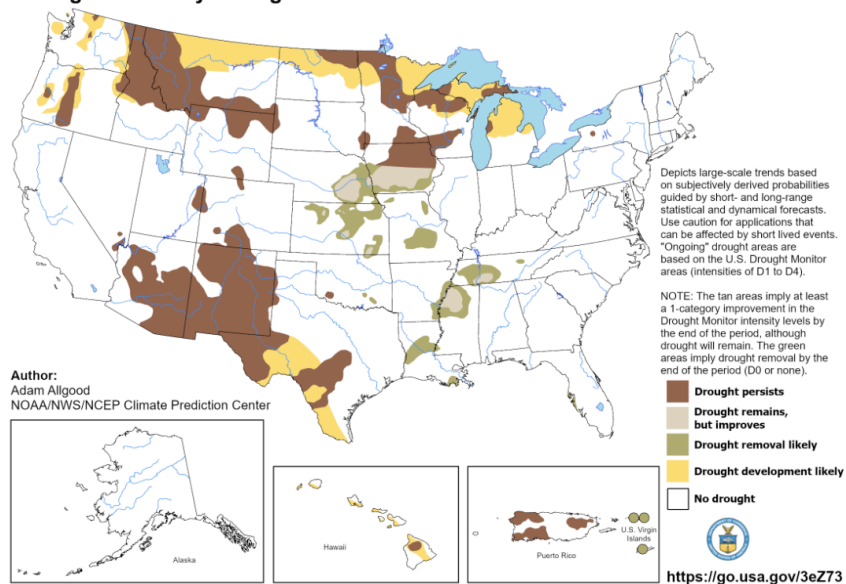 Depicts large-scale trends based
on subjectively derived probabilities
guided by short- and long-range
statistical and dynamical forecasts.
Use caution for applications that
can be affected by short lived events.
"Ongoing" drought areas are
based on the U.S. Drought Monitor
areas (intensities of D1 to D4).
NOTE: The tan areas imply at least
a 1-category improvement in the
Drought Monitor intensity levels by
the end of the period, although
drought will remain. The green
areas imply drought removal by the
end of the period (D0 or none).
Author:
Adam Allgood
NOAA/NWS/NCEP Climate Prediction Center
Drought persists
Drought remains,
but improves
Drought removal likely
Drought development likely
No drought
Alaska
Hawaii
Puerto Rico
U.S. Virgin
Islands
https://go.usa.gov/3eZ73